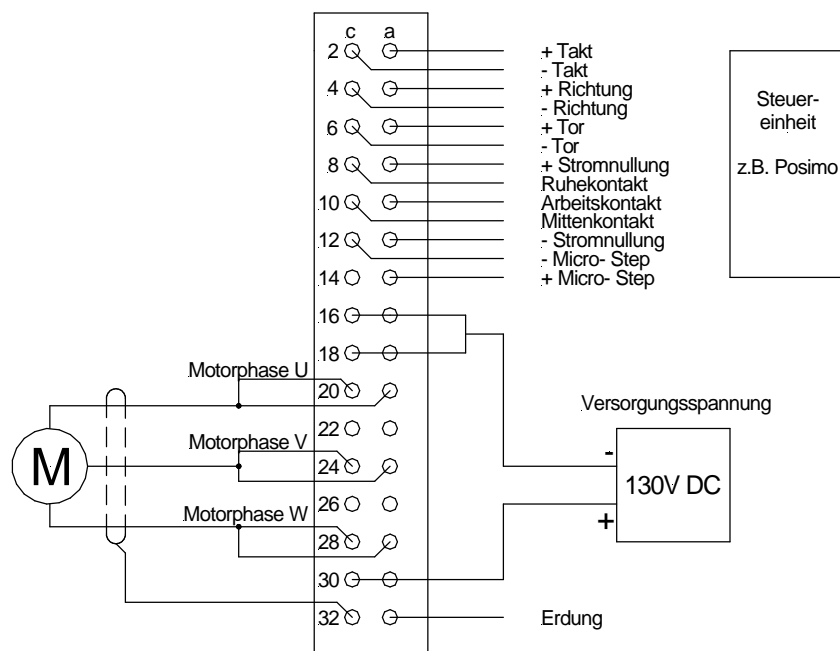 c a
2 + Takt
- Takt
4 + Richtung
- Richtung
6 + Tor
- Tor
8 + Stromnullung
Ruhekontakt
10 Arbeitskontakt
Mittenkontakt
12 - Stromnullung
- Micro- Step
14 + Micro- Step
Steuer-
einheit
z.B. Posimo
16
18
Motorphase U
20
22
Motorphase V
24
26
Motorphase W
28
30
32 Erdung
M
Versorgungsspannung
-
130V DC
+